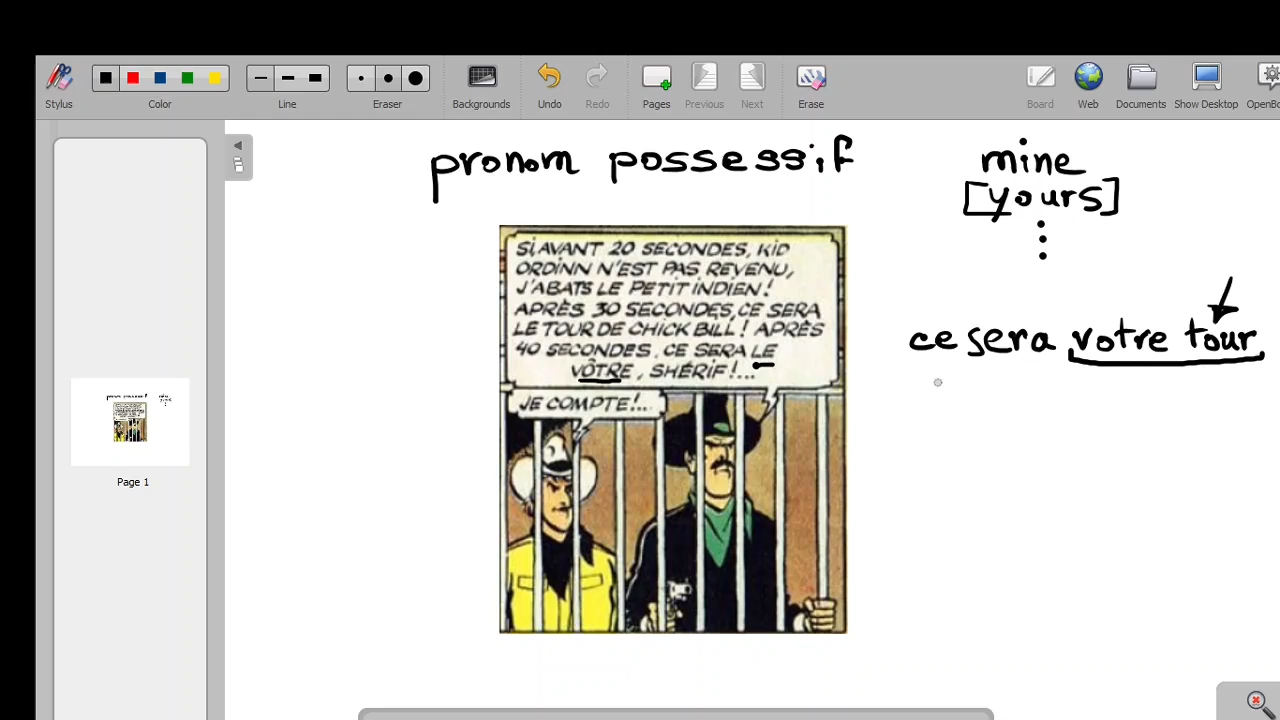 Stylus
Color
Line
Eraser
Backgrounds
Undo
Redo
Pages
Previous
Next
Erase
Board
Web
Documents
Show Desktop
OpenBo
pronom possessif
mine
[yours]
SI, AVANT 20 SECONDES, KID
ORDINN N'EST PAS REVENU,
J'ABATS LE PETIT INDIEN!
APRÈS 30 SECONDES, CE SERA
LE TOUR DE CHICK BILL! APRÈS
40 SECONDES, CE SERA LE
VÔTRE, SHÉRIF!...
JE COMPTE!...
ce sera votre tour
Page 1